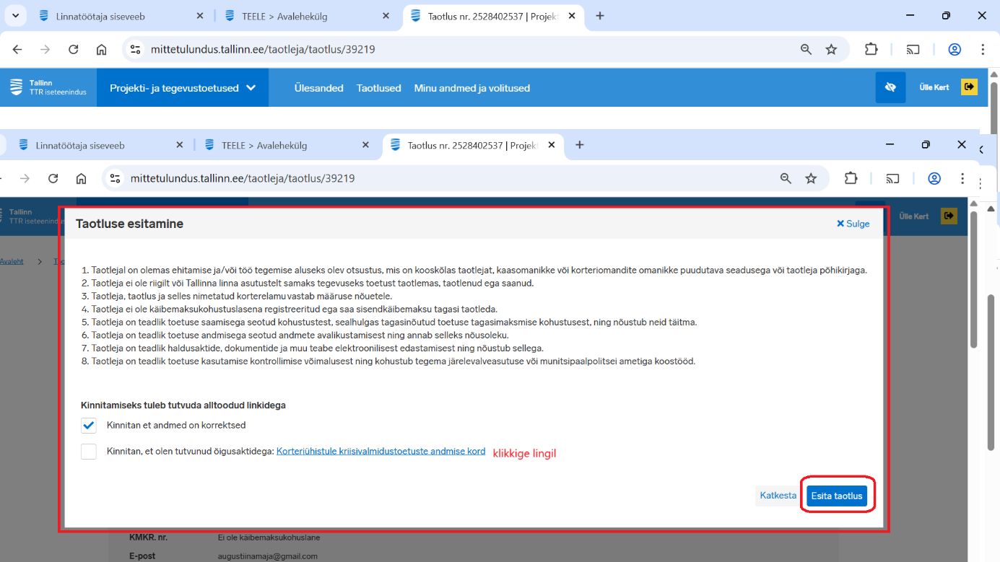 Linnatöötaja siseveeb
TEELE > Avalehekülg
Taotlus nr. 2528402537 | Projekt
mittetulundus.tallinn.ee/taotleja/taotlus/39219
Tallinn
TTR iseteenindus
Projekti- ja tegevustoetused
Ülesanded
Taotlused
Minu andmed ja volitused
Ülle Kert
Linnatöötaja siseveeb
TEELE > Avalehekülg
Taotlus nr. 2528402537 | Projekt
mittetulundus.tallinn.ee/taotleja/taotlus/39219
Tallinn
TTR iseteenindus
Ülle Kert
Avaleht
Taotluse esitamine
Sulge
1. Taotlejal on olemas ehitamise ja/või töö tegemise aluseks olev otsustus, mis on kooskõlas taotlejat, kaasomanikke või korteriomandite omanikke puudutava seadusega või taotleja põhikirjaga.
2. Taotleja ei ole riigilt või Tallinna linna asutustelt samaks tegevuseks toetust taotlemas, taotlenud ega saanud.
3. Taotleja, taotlus ja selles nimetatud korterelamu vastab määruse nõuetele.
4. Taotleja ei ole käibemaksukohustuslasena registreeritud ega saa sisendkäibemaksu tagasi taotleda.
5. Taotleja on teadlik toetuse saamisega seotud kohustustest, sealhulgas tagasinõutud toetuse tagasimaksmise kohustusest, ning nõustub neid täitma.
6. Taotleja on teadlik toetuse andmisega seotud andmete avalikustamisest ning annab selleks nõusoleku.
7. Taotleja on teadlik haldusaktide, dokumentide ja muu teabe elektroonilisest edastamisest ning nõustub sellega.
8. Taotleja on teadlik toetuse kasutamise kontrollimise võimalusest ning kohustub tegema järelevalveasutuse või munitsipaalpolitsei ametiga koostööd.
Kinnitamiseks tuleb tutvuda alltoodud linkidega
Kinnitan et andmed on korrektsed
Kinnitan, et olen tutvunud õigusaktidega: Korteriühistule kriisivalmidustoetuste andmise kord klikkige lingil
Katkesta
Esita taotlus
KMKR. nr. Ei ole käibemaksukohuslane
E-post augustiinamaja@gmail.com